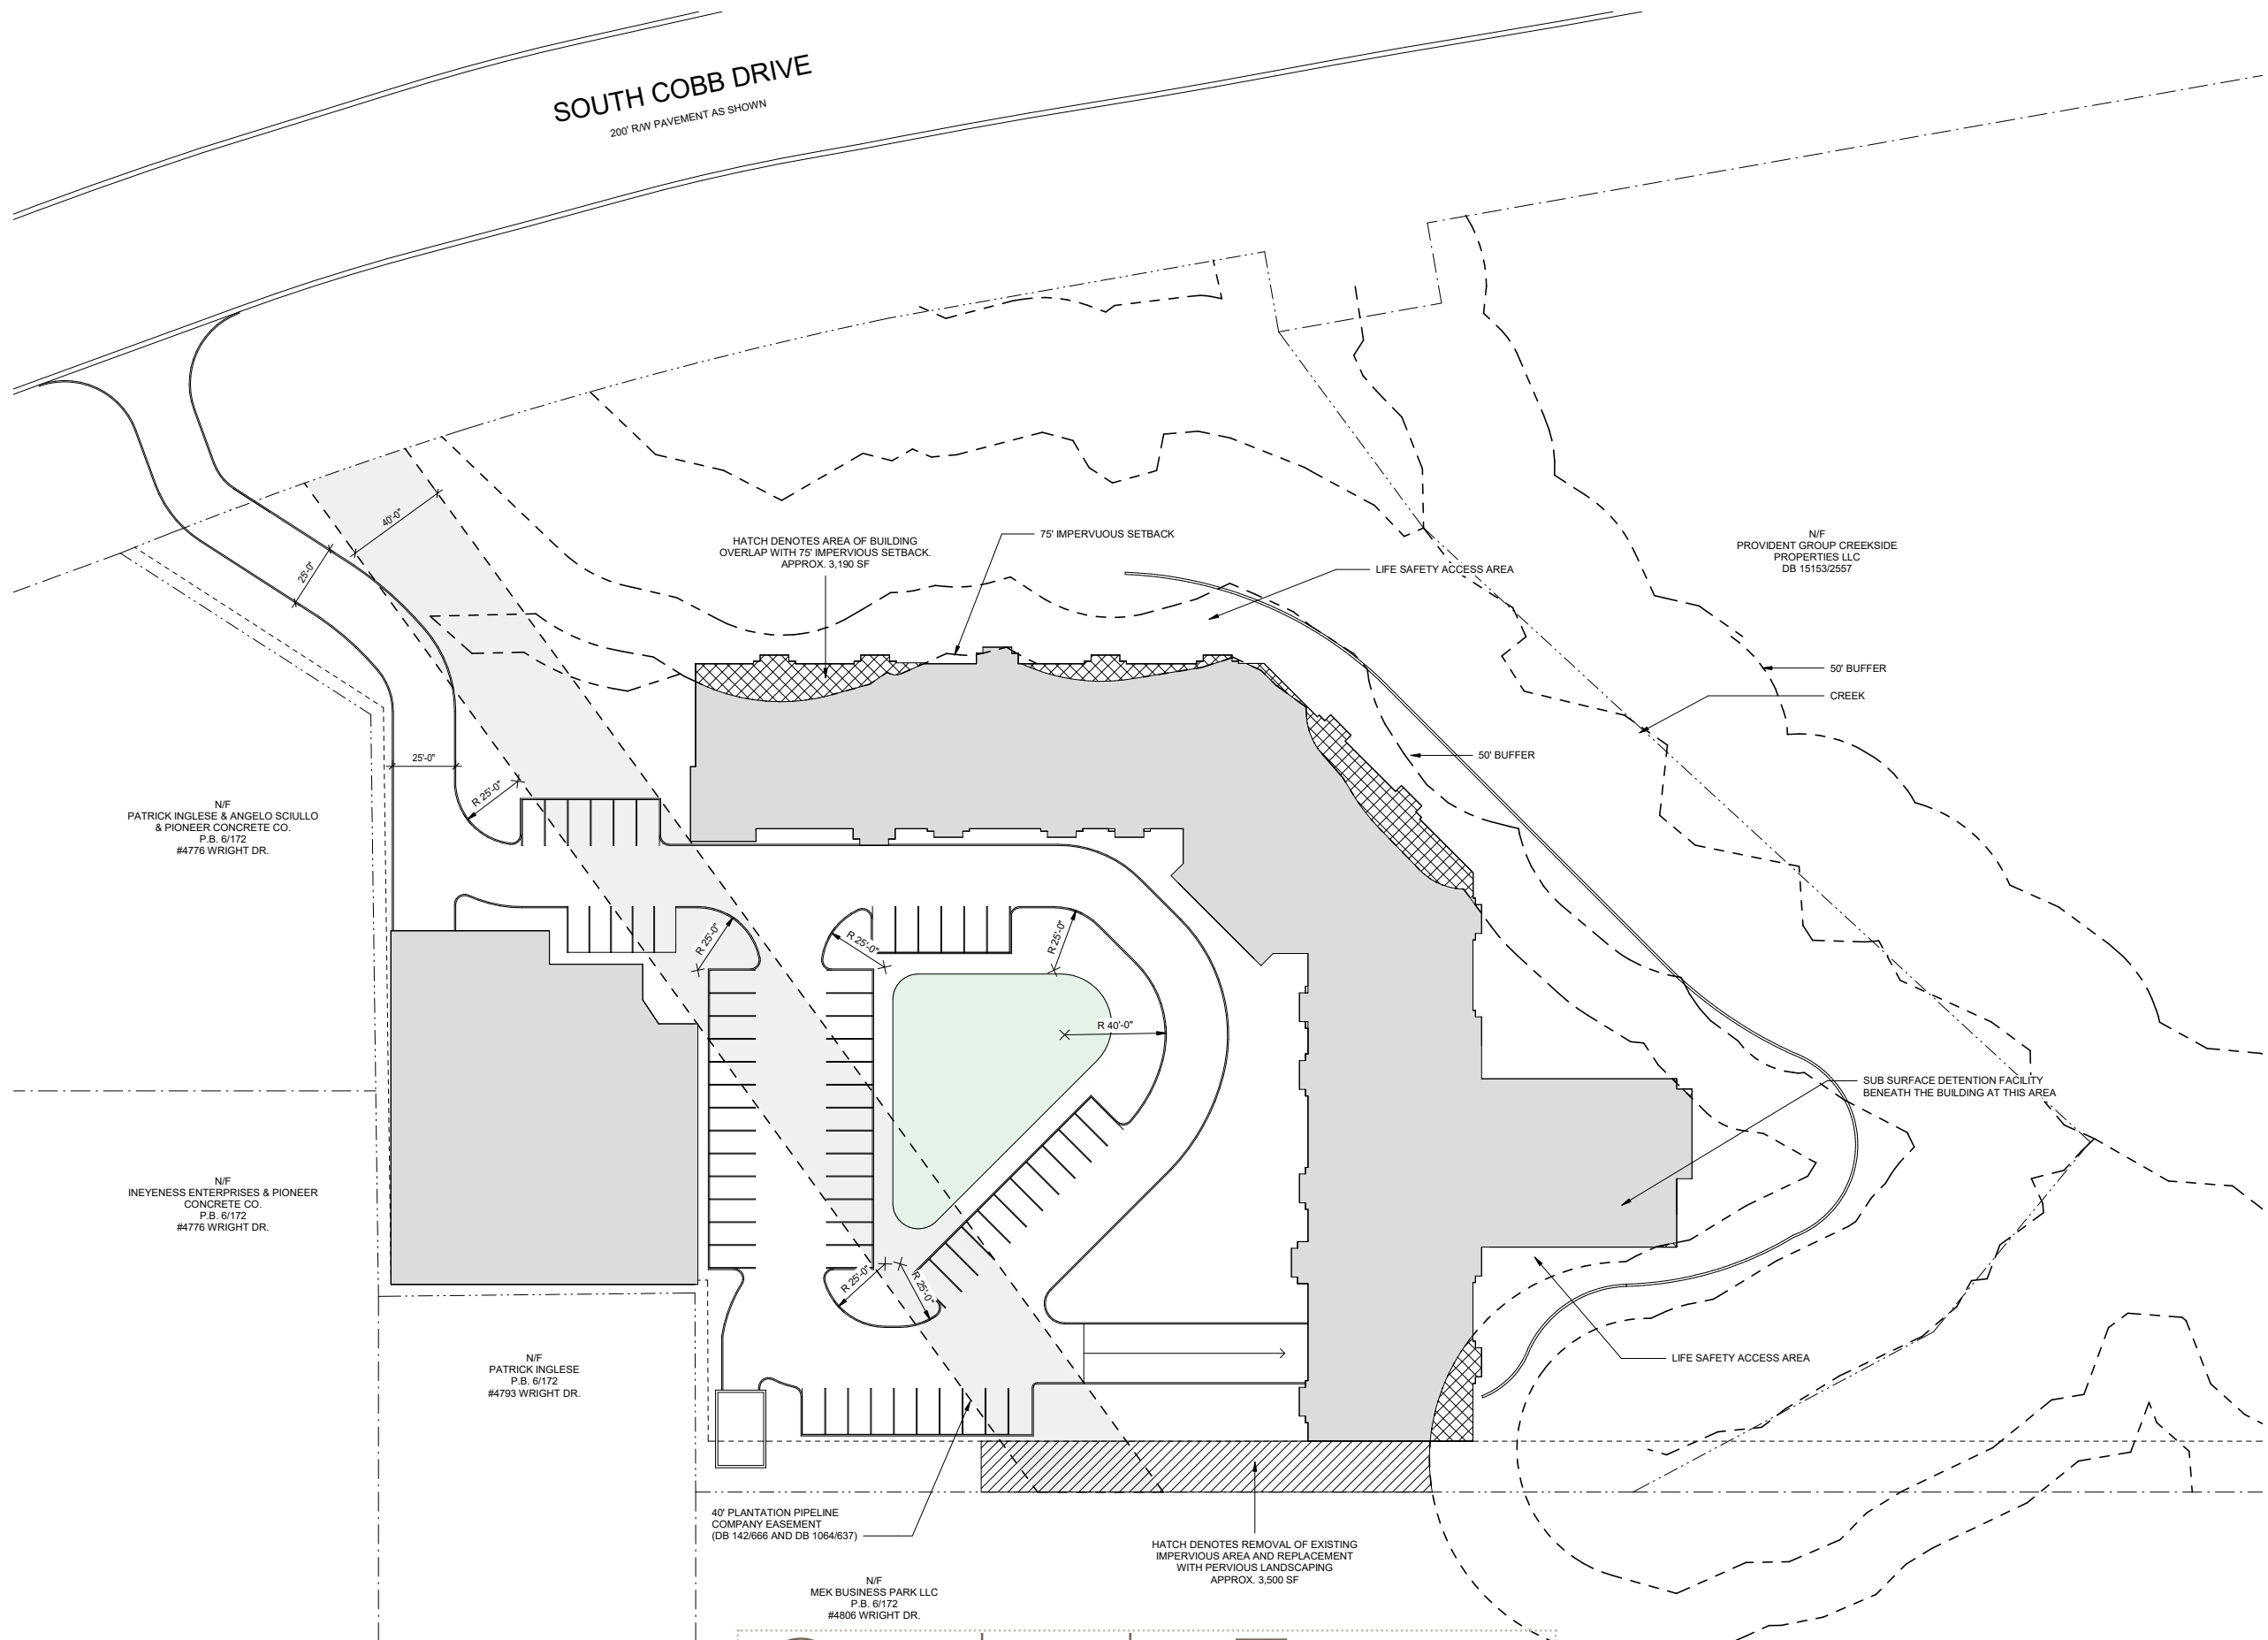 SOUTH COBB DRIVE
200' R/W PAVEMENT AS SHOWN
40'-0"
25'-0"
HATCH DENOTES AREA OF BUILDING
OVERLAP WITH 75' IMPERVIOUS SETBACK.
APPROX. 3,190 SF
75' IMPERVUOUS SETBACK
LIFE SAFETY ACCESS AREA
N/F
PROVIDENT GROUP CREEKSIDE
PROPERTIES LLC
DB 15153/2557
50' BUFFER
CREEK
50' BUFFER
25'-0"
R 25'-0"
N/F
PATRICK INGLESE & ANGELO SCIULLO
& PIONEER CONCRETE CO.
P.B. 6/172
#4776 WRIGHT DR.
R 25'-0"
R 25'-0"
R 25'-0"
R 40'-0"
SUB SURFACE DETENTION FACILITY
BENEATH THE BUILDING AT THIS AREA
N/F
INEYENESS ENTERPRISES & PIONEER
CONCRETE CO.
P.B. 6/172
#4776 WRIGHT DR.
R 25'-0"
R 25'-0"
N/F
PATRICK INGLESE
P.B. 6/172
#4793 WRIGHT DR.
LIFE SAFETY ACCESS AREA
40' PLANTATION PIPELINE
COMPANY EASEMENT
(DB 142/666 AND DB 1064/637)
HATCH DENOTES REMOVAL OF EXISTING
IMPERVIOUS AREA AND REPLACEMENT
WITH PERVIOUS LANDSCAPING
APPROX. 3,500 SF
N/F
MEK BUSINESS PARK LLC
P.B. 6/172
#4806 WRIGHT DR.